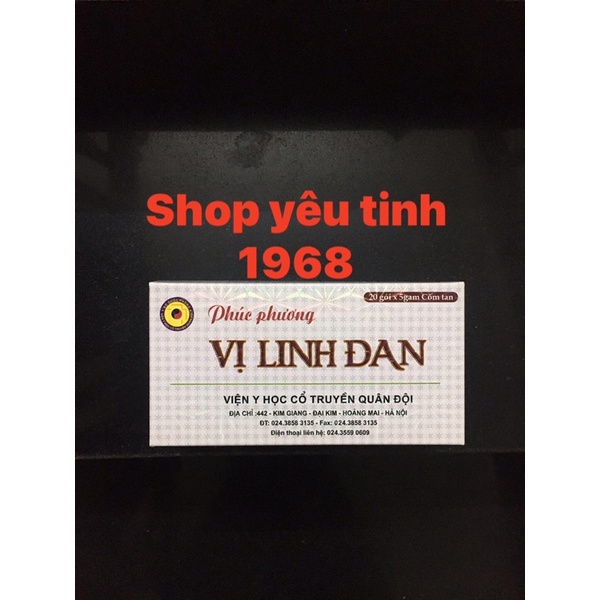 Shop yêu tinh
1968
20 gói x 5gam Cốm tan
Phúc phương
VỊ LINH ĐAN
VIỆN Y HỌC CỔ TRUYỀN QUÂN ĐỘI
ĐỊA CHỈ :442 - KIM GIANG - ĐẠI KIM - HOÀNG MAI - HÀ NỘI
ĐT: 024.3858 3135 - Fax: 024.3858 3135
Điện thoại liên hệ: 024.3559 0609